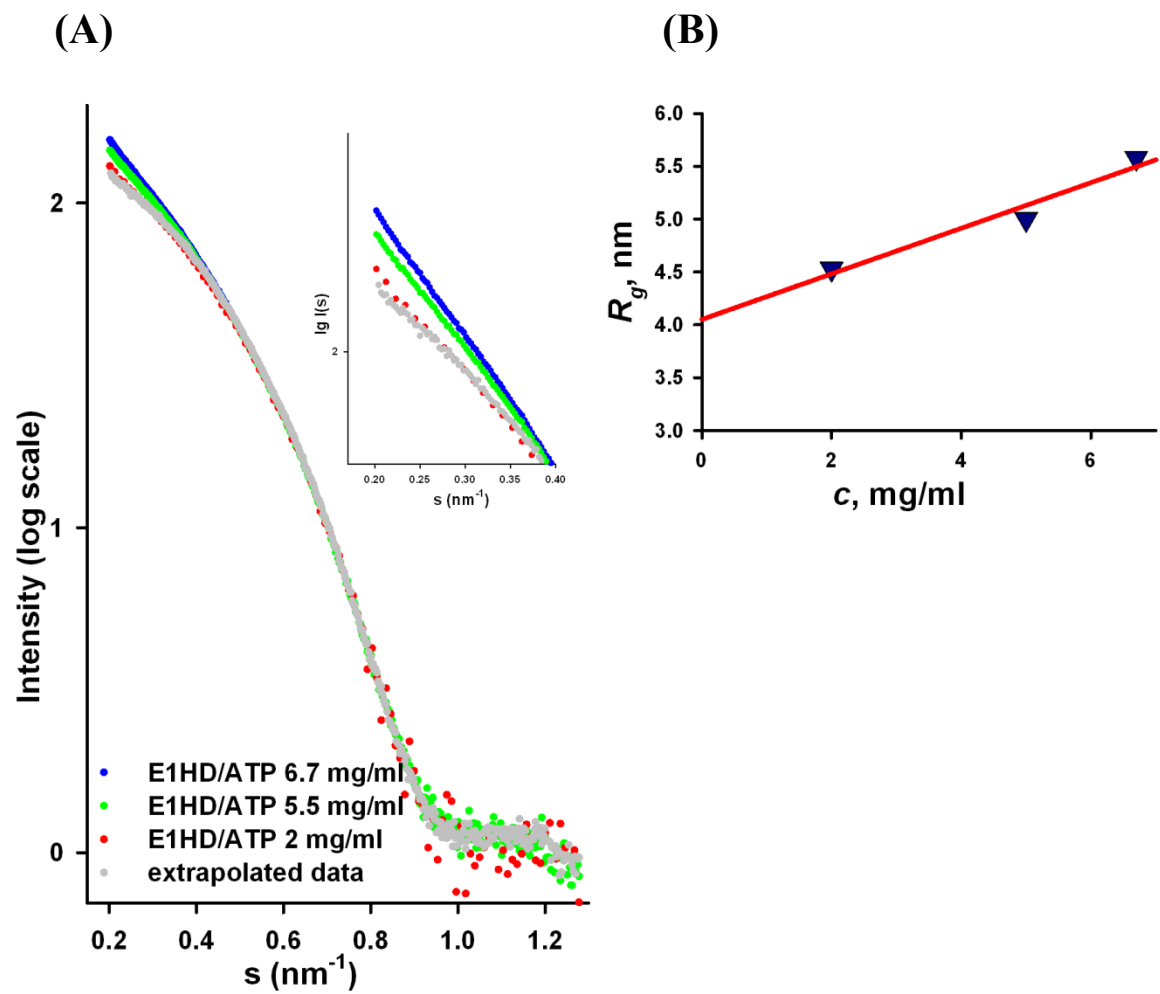 (A)
(B)
Intensity (log scale)
2
1
0
0.2 0.4 0.6 0.8 1.0 1.2
s (nm⁻¹)
lg I(s)
2
0.20 0.25 0.30 0.35 0.40
s (nm⁻¹)
E1HD/ATP 6.7 mg/ml
E1HD/ATP 5.5 mg/ml
E1HD/ATP 2 mg/ml
extrapolated data
Rg, nm
6.0
5.5
5.0
4.5
4.0
3.5
3.0
0 2 4 6
c, mg/ml